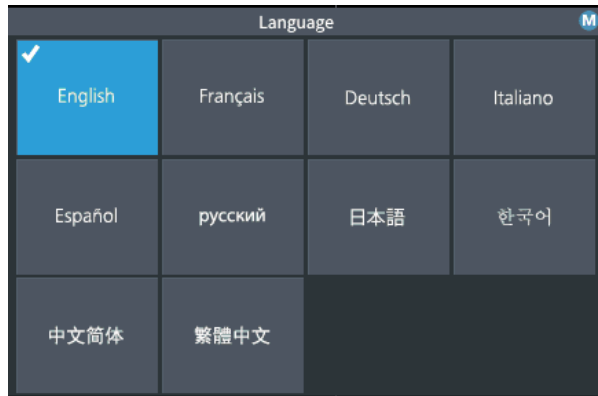 Language
M
English
Français
Deutsch
Italiano
Español
русский
日本語
한국어
中文简体
繁體中文